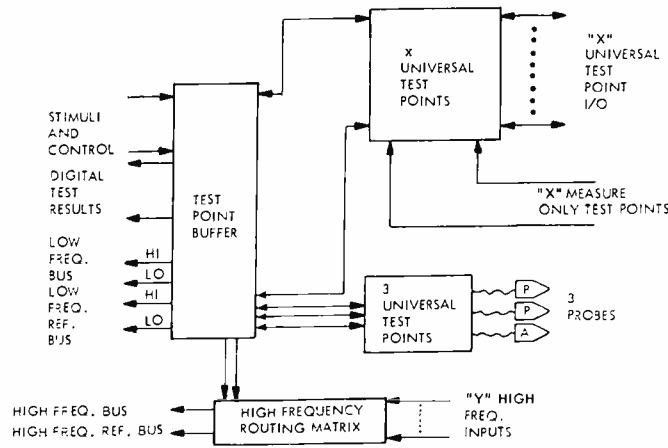 STIMULI
AND
CONTROL
DIGITAL
TEST
RESULTS
LOW
FREQ.
BUS
HI
LO
LOW
FREQ.
REF.
BUS
HI
LO
TEST
POINT
BUFFER
X
UNIVERSAL
TEST
POINTS
"X"
UNIVERSAL
TEST
POINT
I/O
"X" MEASURE
ONLY TEST POINTS
3
UNIVERSAL
TEST
POINTS
P
P
A
3
PROBES
HIGH FREQ. BUS
HIGH FREQ. REF. BUS
HIGH FREQUENCY
ROUTING MATRIX
"Y" HIGH
FREQ.
INPUTS